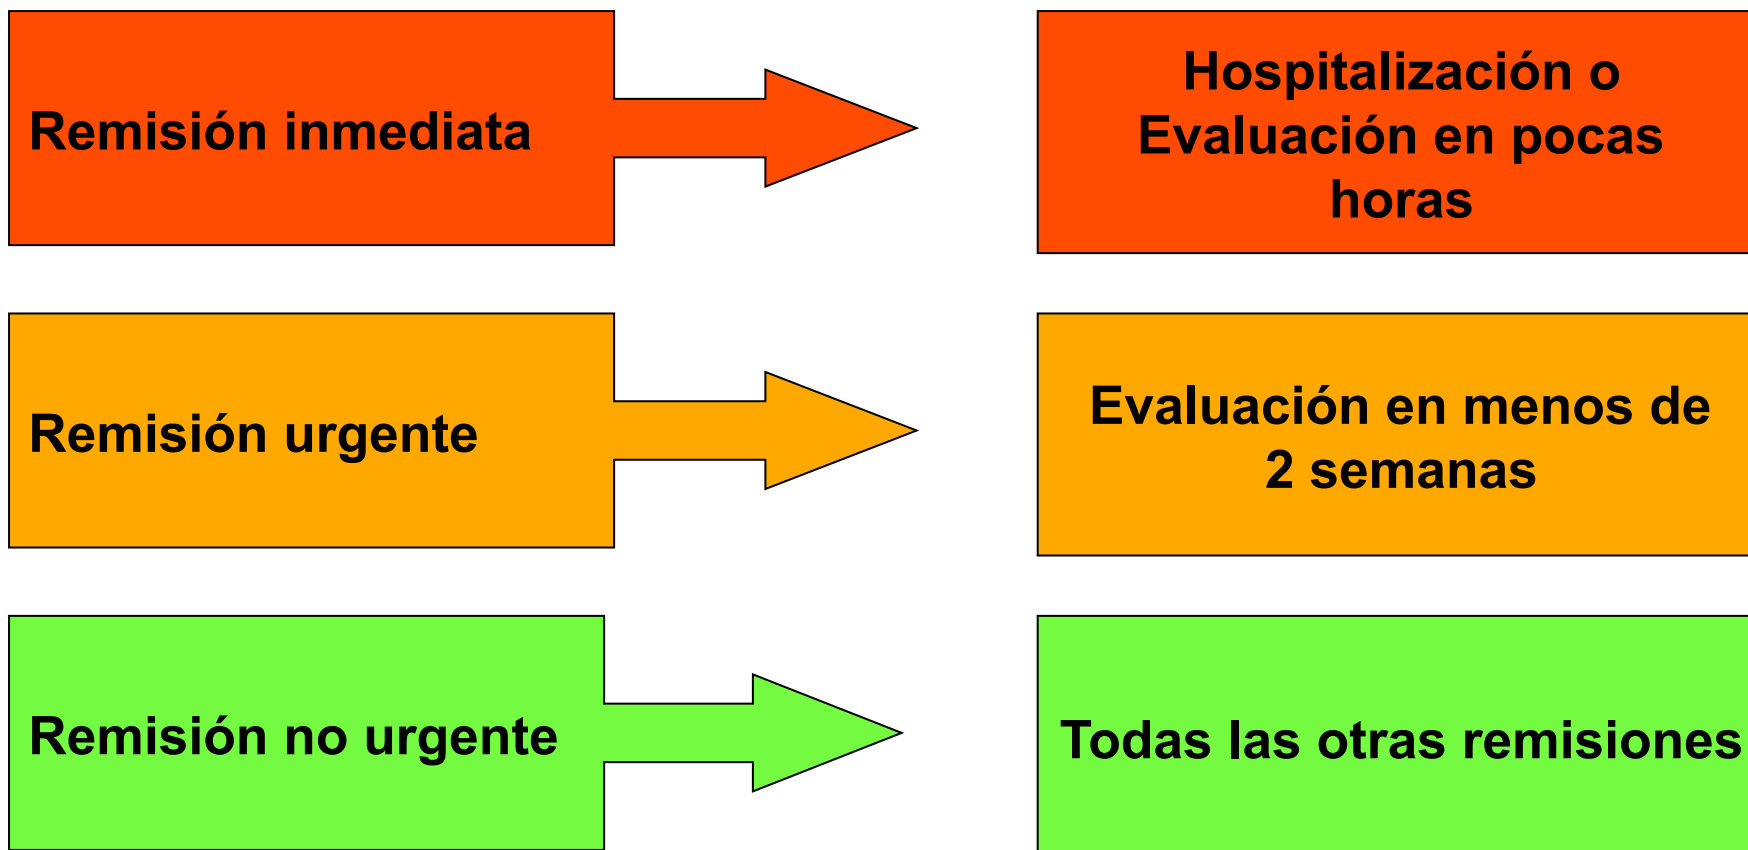 Remisión inmediata
Hospitalización o
Evaluación en pocas
horas
Remisión urgente
Evaluación en menos de
2 semanas
Remisión no urgente
Todas las otras remisiones